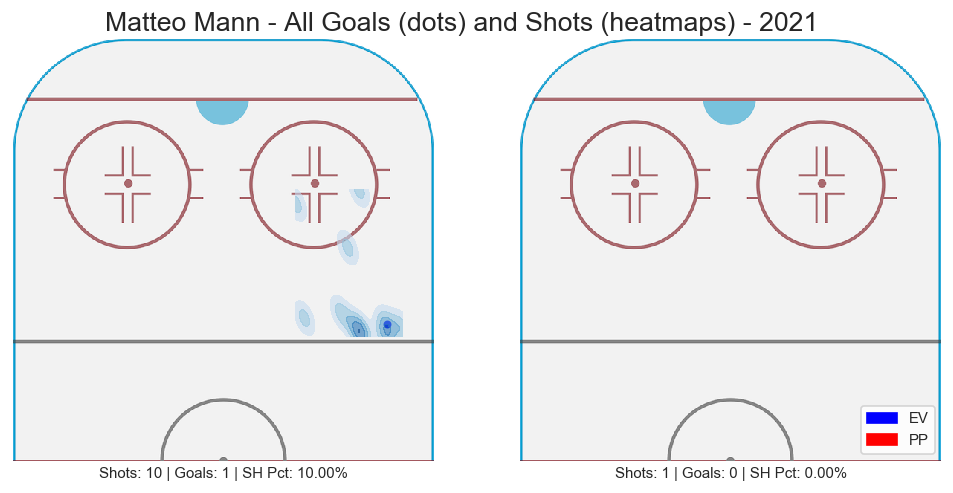 Matteo Mann - All Goals (dots) and Shots (heatmaps) - 2021
EV
PP
Shots: 10 | Goals: 1 | SH Pct: 10.00%
Shots: 1 | Goals: 0 | SH Pct: 0.00%